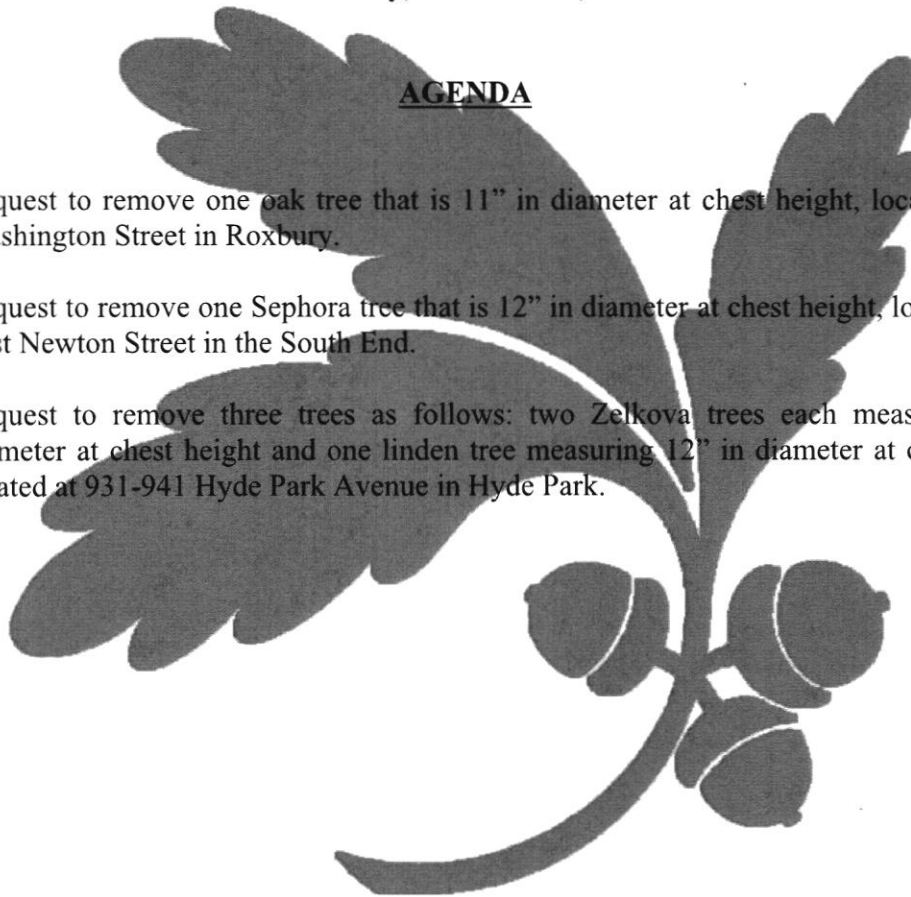 AGENDA
quest to remove one oak tree that is 11” in diameter at chest height, loca
shington Street in Roxbury.
quest to remove one Sephora tree that is 12” in diameter at chest height, lo
st Newton Street in the South End.
quest to remove three trees as follows: two Zelkova trees each meas
meter at chest height and one linden tree measuring 12” in diameter at c
ated at 931-941 Hyde Park Avenue in Hyde Park.